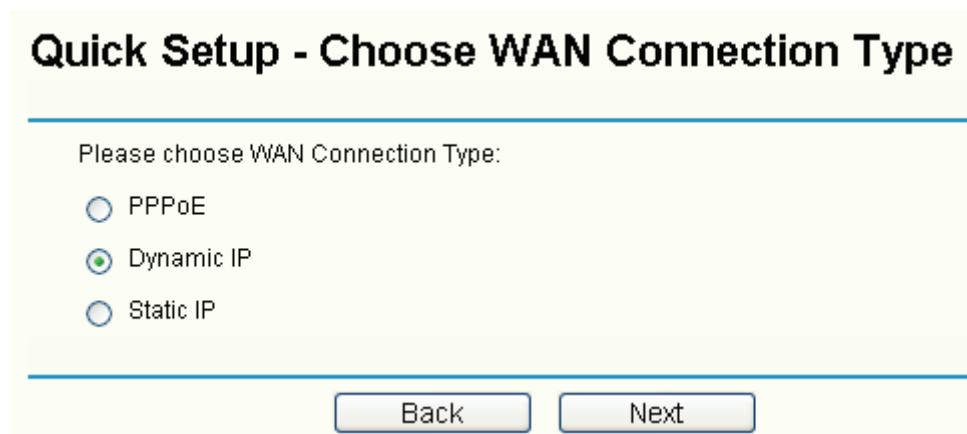 Quick Setup - Choose WAN Connection Type
Please choose WAN Connection Type:
PPPoE
Dynamic IP
Static IP
Back Next